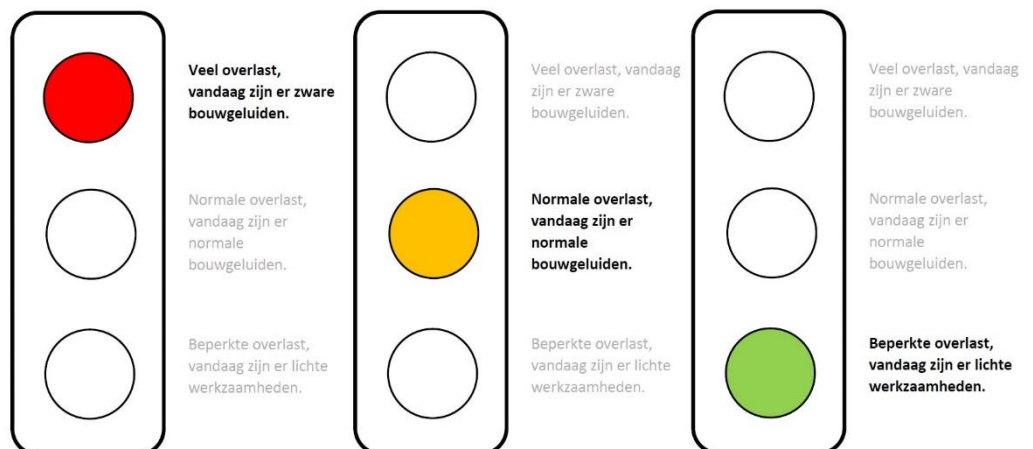 Veel overlast,
vandaag zijn er zware
bouwgeluiden.
Normale overlast,
vandaag zijn er
normale
bouwgeluiden.
Beperkte overlast,
vandaag zijn er lichte
werkzaamheden.
Veel overlast, vandaag
zijn er zware
bouwgeluiden.
Normale overlast,
vandaag zijn er
normale
bouwgeluiden.
Beperkte overlast,
vandaag zijn er lichte
werkzaamheden.
Veel overlast, vandaag
zijn er zware
bouwgeluiden.
Normale overlast,
vandaag zijn er
normale
bouwgeluiden.
Beperkte overlast,
vandaag zijn er lichte
werkzaamheden.